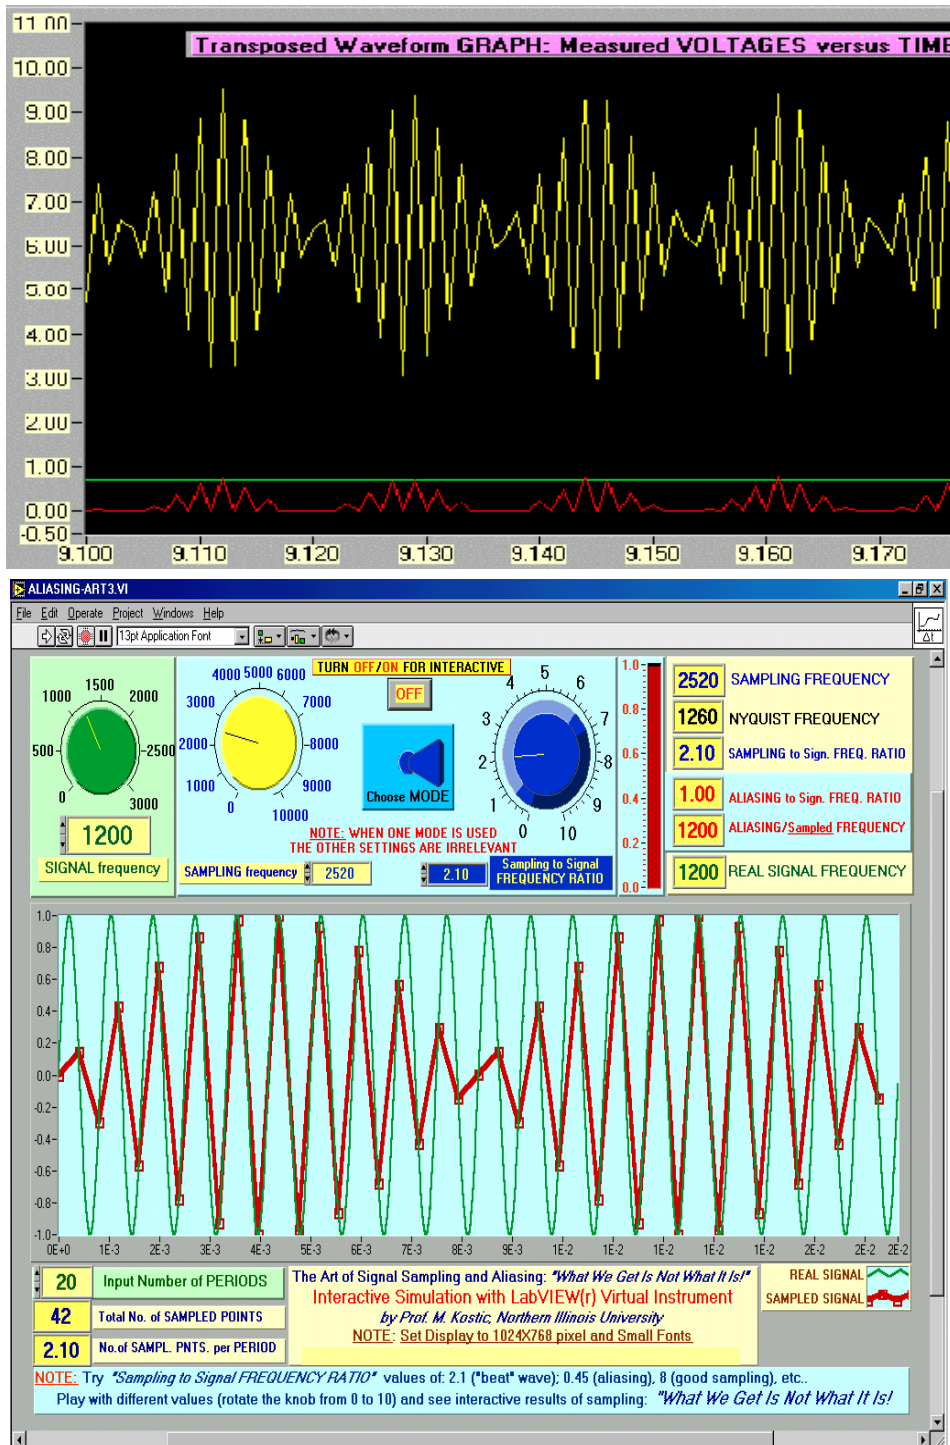 Transposed Waveform GRAPH: Measured VOLTAGES versus TIME
11.00
10.00
9.00
8.00
7.00
6.00
5.00
4.00
3.00
2.00
1.00
0.00
-0.50
9.100 9.110 9.120 9.130 9.140 9.150 9.160 9.170
ALIASING-ART3.VI
File Edit Operate Project Windows Help
13pt Application Font
Δt
0 500 1000 1500 2000 2500 3000
1200
SIGNAL frequency
0 1000 2000 3000 4000 5000 6000 7000 8000 9000 10000
TURN OFF/ON FOR INTERACTIVE
OFF
Choose MODE
0 1 2 3 4 5 6 7 8 9 10
NOTE: WHEN ONE MODE IS USED
THE OTHER SETTINGS ARE IRRELEVANT
SAMPLING frequency 2520
2.10 Sampling to Signal
FREQUENCY RATIO
1.0
0.8
0.6
0.4
0.2
0.0
2520 SAMPLING FREQUENCY
1260 NYQUIST FREQUENCY
2.10 SAMPLING to Sign. FREQ. RATIO
1.00 ALIASING to Sign. FREQ. RATIO
1200 ALIASING/Sampled FREQUENCY
1200 REAL SIGNAL FREQUENCY
1.0
0.8
0.6
0.4
0.2
0.0
-0.2
-0.4
-0.6
-0.8
-1.0
0E+0 1E-3 2E-3 3E-3 4E-3 5E-3 6E-3 7E-3 8E-3 9E-3 1E-2 1E-2 1E-2 1E-2 1E-2 2E-2 2E-2
20 Input Number of PERIODS
42 Total No. of SAMPLED POINTS
2.10 No.of SAMPL. PNTS. per PERIOD
The Art of Signal Sampling and Aliasing: "What We Get Is Not What It Is!"
Interactive Simulation with LabVIEW(r) Virtual Instrument
by Prof. M. Kostic, Northern Illinois University
NOTE: Set Display to 1024X768 pixel and Small Fonts
REAL SIGNAL
SAMPLED SIGNAL
NOTE: Try "Sampling to Signal FREQUENCY RATIO" values of: 2.1 ("beat" wave); 0.45 (aliasing), 8 (good sampling), etc..
Play with different values (rotate the knob from 0 to 10) and see interactive results of sampling: "What We Get Is Not What It Is!